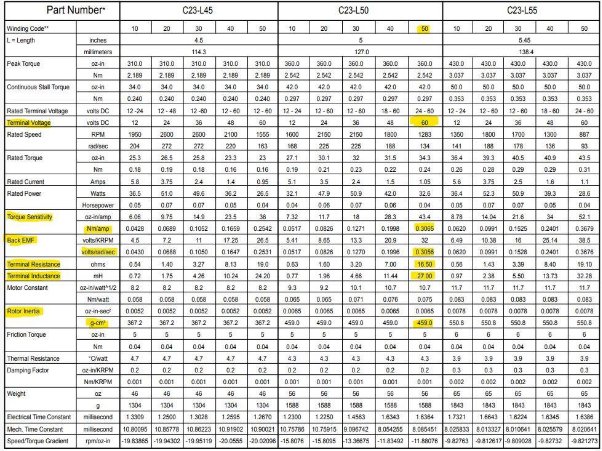 Part Number* C23-L45 C23-L50 C23-L55
Winding Code** 10 20 30 40 50 10 20 30 40 50 10 20 30 40 50
L = Length inches 4.5 5 5.45
millimeters 114.3 127.0 138.4
Peak Torque oz-in 310.0 310.0 310.0 310.0 310.0 360.0 360.0 360.0 360.0 360.0 430.0 430.0 430.0 430.0 430.0
Nm 2.189 2.189 2.189 2.189 2.189 2.542 2.542 2.542 2.542 2.542 3.037 3.037 3.037 3.037 3.037
Continuous Stall Torque oz-in 34.0 34.0 34.0 34.0 34.0 42.0 42.0 42.0 42.0 42.0 50.0 50.0 50.0 50.0 50.0
Nm 0.240 0.240 0.240 0.240 0.240 0.297 0.297 0.297 0.297 0.297 0.353 0.353 0.353 0.353 0.353
Rated Terminal Voltage volts DC 12 - 24 12 - 48 12 - 60 12 - 60 12 - 60 12 - 24 12 - 36 12 - 60 18 - 60 24 - 60 12 - 24 12 - 36 12 - 60 18 - 60 24 - 60
Terminal Voltage volts DC 12 24 36 48 60 12 24 36 48 60 12 24 36 48 60
Rated Speed RPM 1950 2600 2600 2100 1555 1600 2150 2150 1800 1283 1350 1800 1700 1300 887
rad/sec 204 272 272 220 163 168 225 225 188 134 141 188 178 136 93
Rated Torque oz-in 25.3 26.5 25.8 23.3 23 27.1 30.1 32 31.5 34.3 36.4 39.3 40.5 40.9 43.5
Nm 0.18 0.19 0.18 0.16 0.16 0.19 0.21 0.23 0.22 0.24 0.26 0.28 0.29 0.29 0.31
Rated Current Amps 5.8 3.75 2.4 1.4 0.95 5.1 3.5 2.4 1.5 1.05 5.6 3.75 2.5 1.6 1.1
Rated Power Watts 36.5 51.0 49.6 36.2 26.5 32.1 47.9 50.9 42.0 32.6 36.4 52.3 50.9 39.3 28.6
Horsepower 0.05 0.07 0.07 0.05 0.04 0.04 0.06 0.07 0.06 0.04 0.05 0.07 0.07 0.05 0.04
Torque Sensitivity oz-in/amp 6.06 9.75 14.9 23.5 36 7.32 11.7 18 28.3 43.4 8.78 14.04 21.6 34 52.1
Nm/amp 0.0428 0.0689 0.1052 0.1659 0.2542 0.0517 0.0826 0.1271 0.1998 0.3065 0.0620 0.0991 0.1525 0.2401 0.3679
Back EMF volts/KRPM 4.5 7.2 11 17.25 26.5 5.41 8.65 13.3 20.9 32 6.49 10.38 16 25.14 38.5
volts/rad/sec 0.0430 0.0688 0.1050 0.1647 0.2531 0.0517 0.0826 0.1270 0.1996 0.3056 0.0620 0.0991 0.1528 0.2401 0.3676
Terminal Resistance ohms 0.54 1.40 3.27 8.13 19.0 0.63 1.60 3.20 7.00 16.50 0.56 1.43 3.39 8.40 19.10
Terminal Inductance mH 0.72 1.75 4.26 10.24 24.20 0.77 1.96 4.66 11.44 27.00 0.97 2.38 5.50 13.73 32.28
Motor Constant oz-in/watt^1/2 8.2 8.2 8.2 8.2 8.2 9.3 9.2 10.1 10.7 10.7 11.7 11.7 11.7 11.7 11.7
Nm/watt 0.058 0.058 0.058 0.058 0.058 0.065 0.065 0.071 0.076 0.075 0.083 0.083 0.083 0.083 0.083
Rotor Inertia oz-in-sec² 0.0052 0.0052 0.0052 0.0052 0.0052 0.0065 0.0065 0.0065 0.0065 0.0065 0.0078 0.0078 0.0078 0.0078 0.0078
g-cm² 367.2 367.2 367.2 367.2 367.2 459.0 459.0 459.0 459.0 459.0 550.8 550.8 550.8 550.8 550.8
Friction Torque oz-in 5 5 5 5 5 5 5 5 5 5 6 6 6 6 6
Nm 0.04 0.04 0.04 0.04 0.04 0.04 0.04 0.04 0.04 0.04 0.04 0.04 0.04 0.04 0.04
Thermal Resistance °C/watt 4.7 4.7 4.7 4.7 4.7 4.3 4.3 4.3 4.3 4.3 3.9 3.9 3.9 3.9 3.9
Damping Factor oz-in/KRPM 0.2 0.2 0.2 0.2 0.2 0.2 0.2 0.2 0.2 0.2 0.3 0.3 0.3 0.3 0.3
Nm/KRPM 0.001 0.001 0.001 0.001 0.001 0.001 0.001 0.001 0.001 0.001 0.002 0.002 0.002 0.002 0.002
Weight oz 46 46 46 46 46 56 56 56 56 56 65 65 65 65 65
g 1304 1304 1304 1304 1304 1588 1588 1588 1588 1588 1843 1843 1843 1843 1843
Electrical Time Constant millisecond 1.3309 1.2500 1.3028 1.2595 1.2670 1.2300 1.2250 1.4563 1.6343 1.6364 1.7321 1.6643 1.6224 1.6345 1.6386
Mech. Time Constant millisecond 10.80095 10.85778 10.86223 10.91902 10.90021 10.75786 10.75915 9.096742 8.054255 8.085451 8.025833 8.013327 8.010641 8.025579 8.020641
Speed/Torque Gradient rpm/oz-in -19.83865 -19.94302 -19.95119 -20.0555 -20.02096 -15.8076 -15.8095 -13.36675 -11.83492 -11.88076 -9.82763 -9.812617 -9.809028 -9.82732 -9.821273